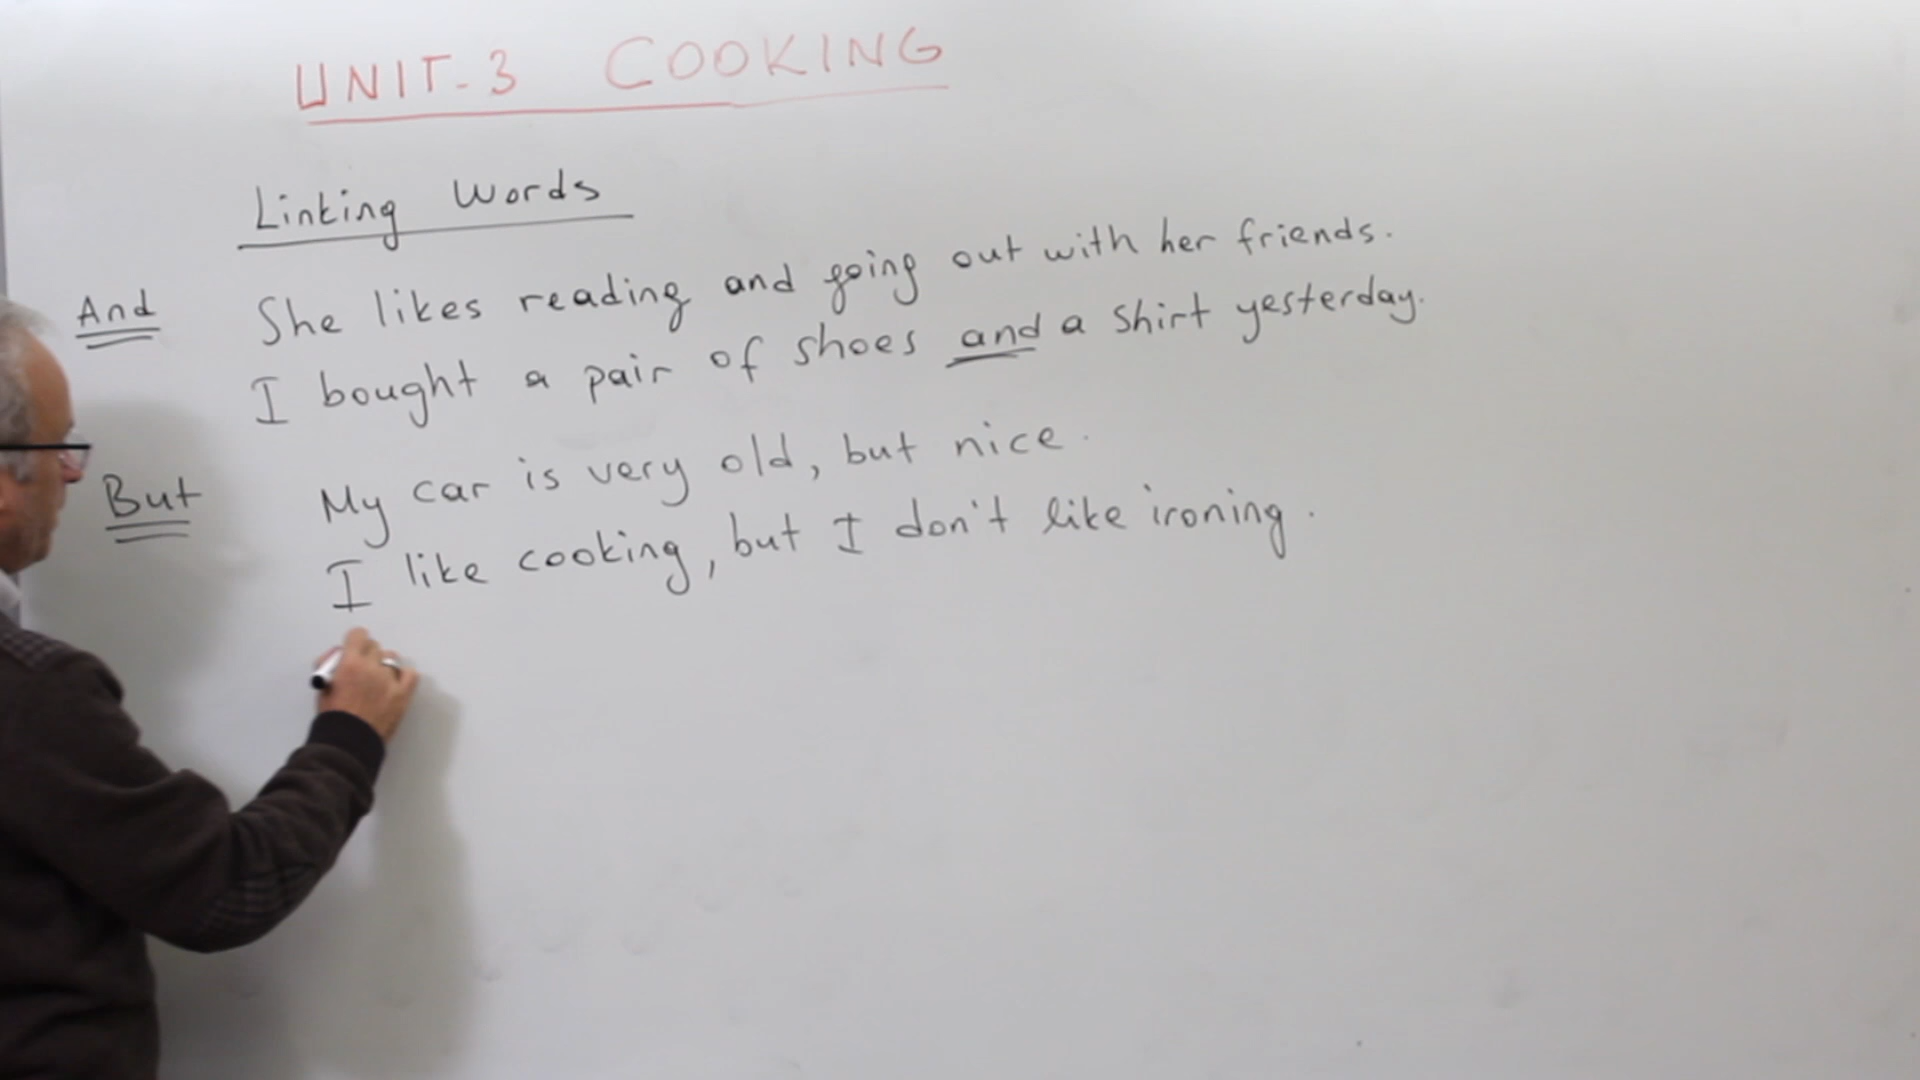 UNIT-3 COOKING
Linking Words
And She likes reading and going out with her friends.
I bought a pair of shoes and a shirt yesterday.
But My car is very old, but nice.
I like cooking, but I don't like ironing.